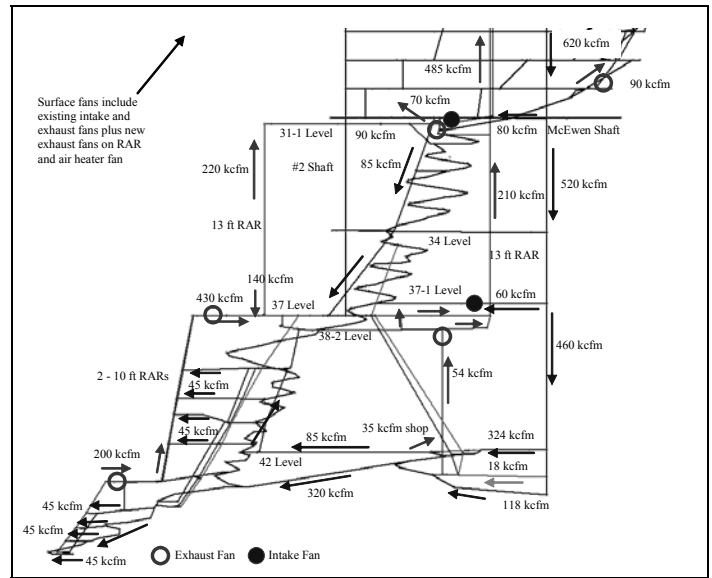 620 kcfm
485 kcfm
90 kcfm
70 kcfm
Surface fans include
existing intake and
exhaust fans plus new
exhaust fans on RAR
and air heater fan
31-1 Level
90 kcfm
80 kcfm
McEwen Shaft
#2 Shaft
85 kcfm
220 kcfm
520 kcfm
210 kcfm
13 ft RAR
34 Level
13 ft RAR
140 kcfm
37-1 Level
430 kcfm
37 Level
60 kcfm
38-2 Level
460 kcfm
2 - 10 ft RARs
45 kcfm
54 kcfm
45 kcfm
85 kcfm
35 kcfm shop
324 kcfm
200 kcfm
42 Level
18 kcfm
320 kcfm
45 kcfm
118 kcfm
45 kcfm
45 kcfm
Exhaust Fan
Intake Fan